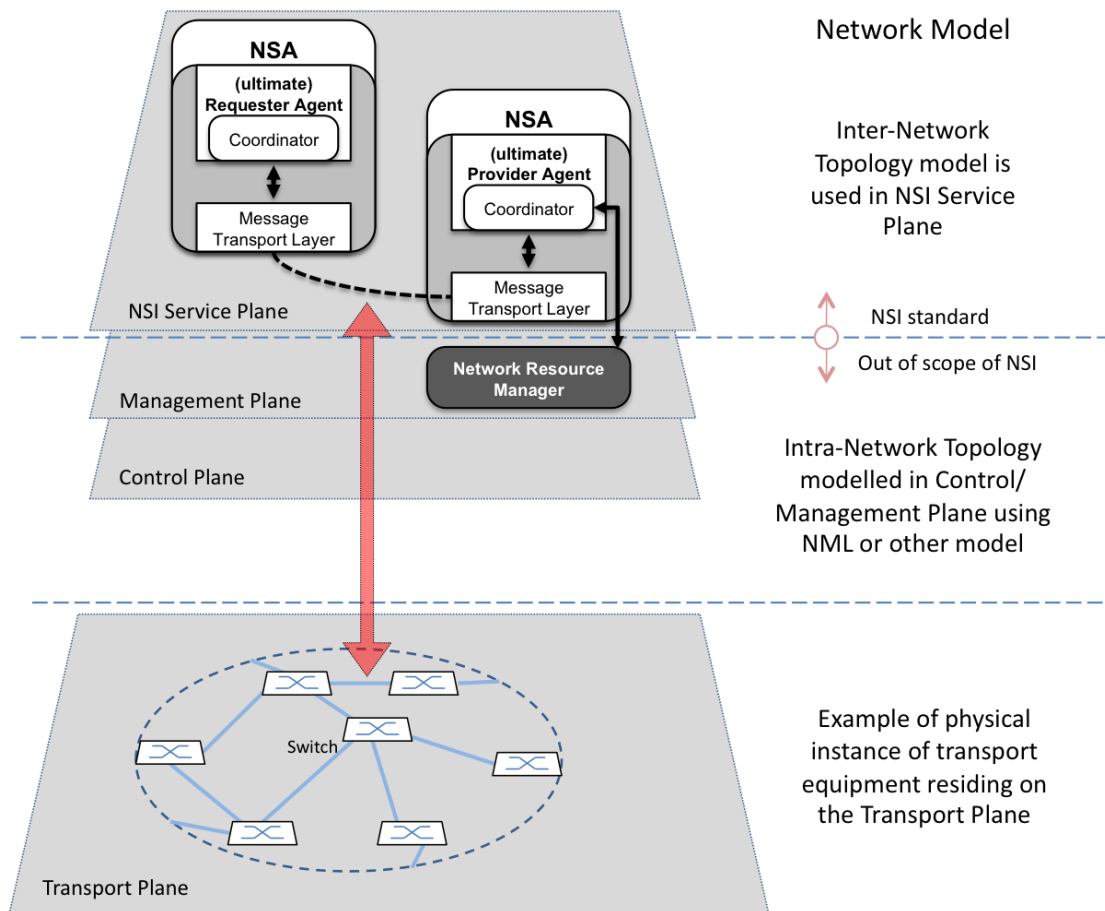 Network Model
NSA
(ultimate)
Requester Agent
Coordinator
Message
Transport Layer
NSA
(ultimate)
Provider Agent
Coordinator
Message
Transport Layer
NSI Service Plane
Inter-Network
Topology model is
used in NSI Service
Plane
NSI standard
Out of scope of NSI
Network Resource
Manager
Management Plane
Control Plane
Intra-Network Topology
modelled in Control/
Management Plane using
NML or other model
Switch
Transport Plane
Example of physical
instance of transport
equipment residing on
the Transport Plane